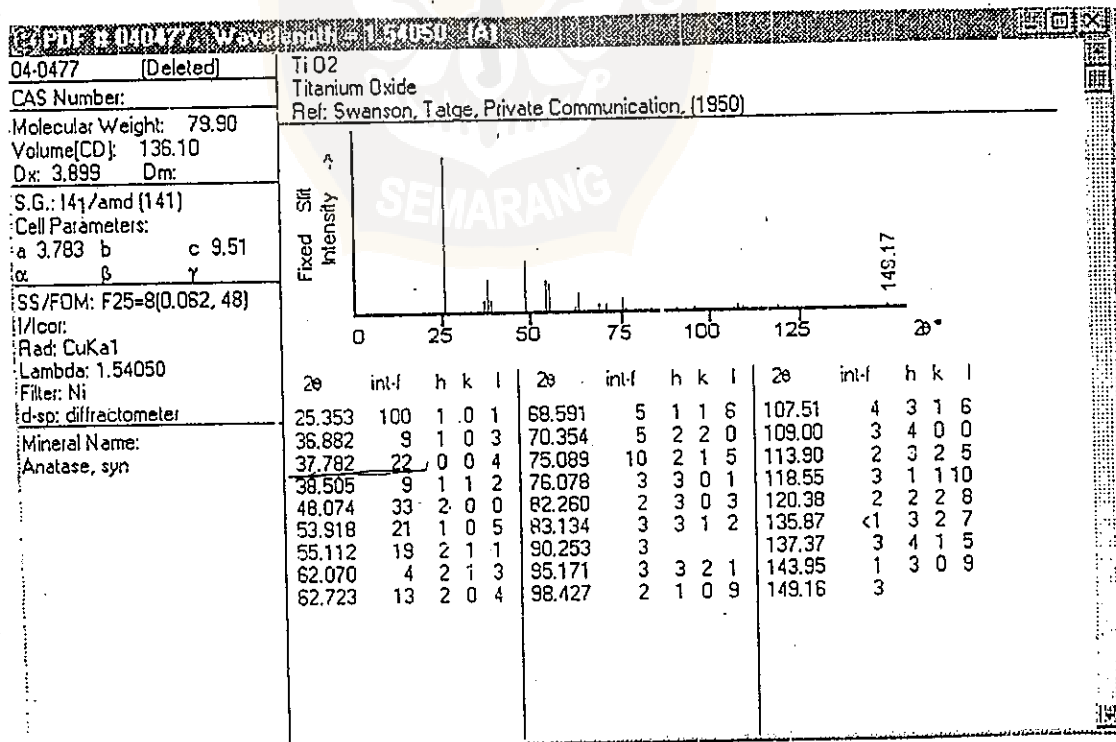 PDF # 040477, Wavelength = 1.54050 (A)
04-0477 (Deleted)
CAS Number:
Molecular Weight: 79.90
Volume[CD]: 136.10
Dx: 3.899 Dm:
S.G.: I41/amd (141)
Cell Parameters:
a 3.783 b c 9.51
α β γ
SS/FOM: F25=8(0.062, 48)
I/Icor:
Rad: CuKa1
Lambda: 1.54050
Filter: Ni
d-sp: diffractometer
Mineral Name:
Anatase, syn
Ti O2
Titanium Oxide
Ref: Swanson, Tatge, Private Communication, (1950)
Fixed Slit
Intensity ->
SEMARANG
149.17
0 25 50 75 100 125 2θ°
2θ int-f h k l 2θ int-f h k l 2θ int-f h k l
25.353 100 1 0 1 68.591 5 1 1 6 107.51 4 3 1 6
36.882 9 1 0 3 70.354 5 2 2 0 109.00 3 4 0 0
37.782 22 0 0 4 75.089 10 2 1 5 113.90 2 3 2 5
38.505 9 1 1 2 76.078 3 3 0 1 118.55 3 1 1 10
48.074 33 2 0 0 82.260 2 3 0 3 120.38 2 2 2 8
53.918 21 1 0 5 83.134 3 3 1 2 135.87 <1 3 2 7
55.112 19 2 1 1 90.253 3 137.37 3 4 1 5
62.070 4 2 1 3 95.171 3 3 2 1 143.95 1 3 0 9
62.723 13 2 0 4 98.427 2 1 0 9 149.16 3